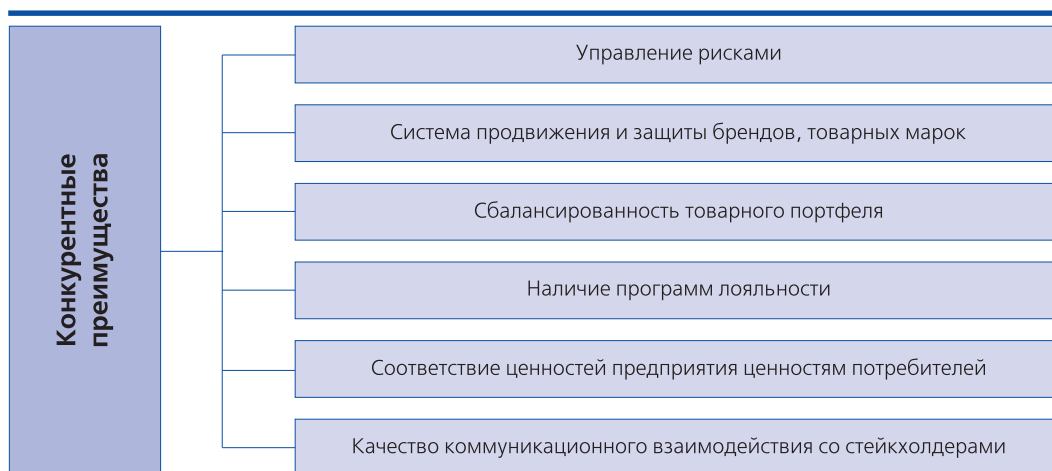 Конкурентные
преимущества
Управление рисками
Система продвижения и защиты брендов, товарных марок
Сбалансированность товарного портфеля
Наличие программ лояльности
Соответствие ценностей предприятия ценностям потребителей
Качество коммуникационного взаимодействия со стейкхолдерами